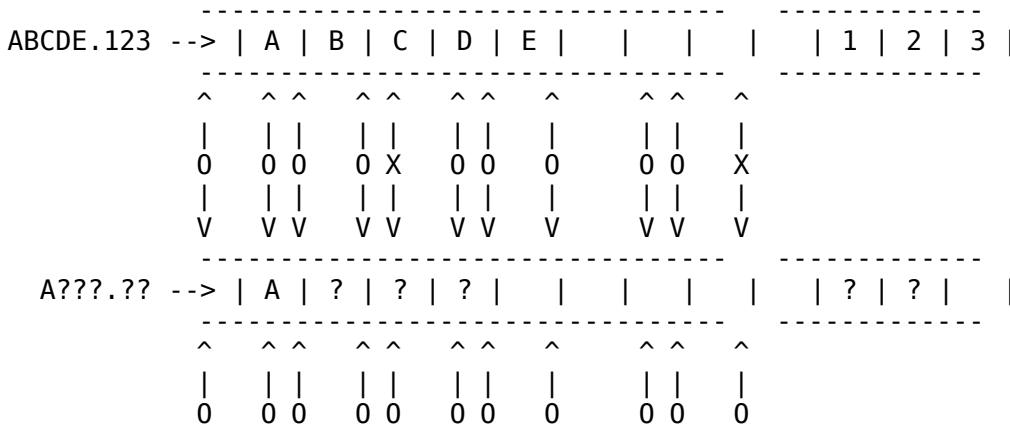 - - - - - - - - - - - - - - - - - - - - - - - - - - - - - - - - -    - - - - - - - - - - - - -
ABCDE.123 --> | A | B | C | D | E |   |   |   |   | 1 | 2 | 3 |
- - - - - - - - - - - - - - - - - - - - - - - - - - - - - - - - -    - - - - - - - - - - - - -
^   ^ ^   ^ ^   ^ ^   ^     ^ ^   ^
|   | |   | |   | |   |     | |   |
O   O O   O X   O O   O     O O   X
|   | |   | |   | |   |     | |   |
V   V V   V V   V V   V     V V   V
- - - - - - - - - - - - - - - - - - - - - - - - - - - - - - - - -    - - - - - - - - - - - - -
A???.?? --> | A | ? | ? | ? |   |   |   |   |   | ? | ? |   |
- - - - - - - - - - - - - - - - - - - - - - - - - - - - - - - - -    - - - - - - - - - - - - -
^   ^ ^   ^ ^   ^ ^   ^     ^ ^   ^
|   | |   | |   | |   |     | |   |
O   O O   O O   O O   O     O O   O